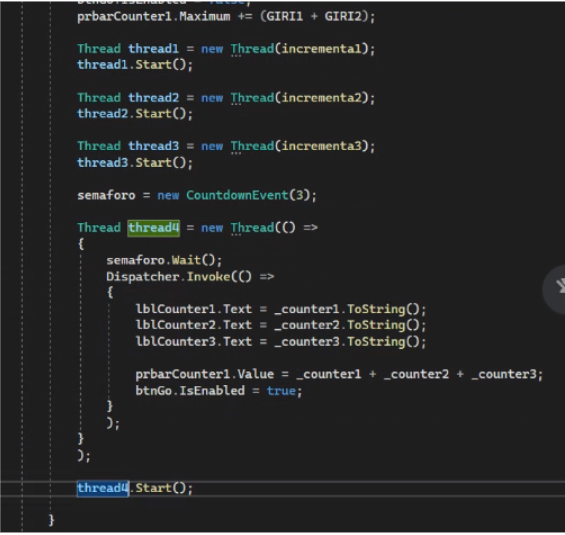 btnGo.IsEnabled = false;
prbarCounter1.Maximum += (GIRI1 + GIRI2);
Thread thread1 = new Thread(incrementa1);
thread1.Start();
Thread thread2 = new Thread(incrementa2);
thread2.Start();
Thread thread3 = new Thread(incrementa3);
thread3.Start();
semaforo = new CountdownEvent(3);
Thread thread4 = new Thread(() =>
{
semaforo.Wait();
Dispatcher.Invoke(() =>
{
lblCounter1.Text = _counter1.ToString();
lblCounter2.Text = _counter2.ToString();
lblCounter3.Text = _counter3.ToString();
prbarCounter1.Value = _counter1 + _counter2 + _counter3;
btnGo.IsEnabled = true;
}
);
}
);
thread4.Start();
}